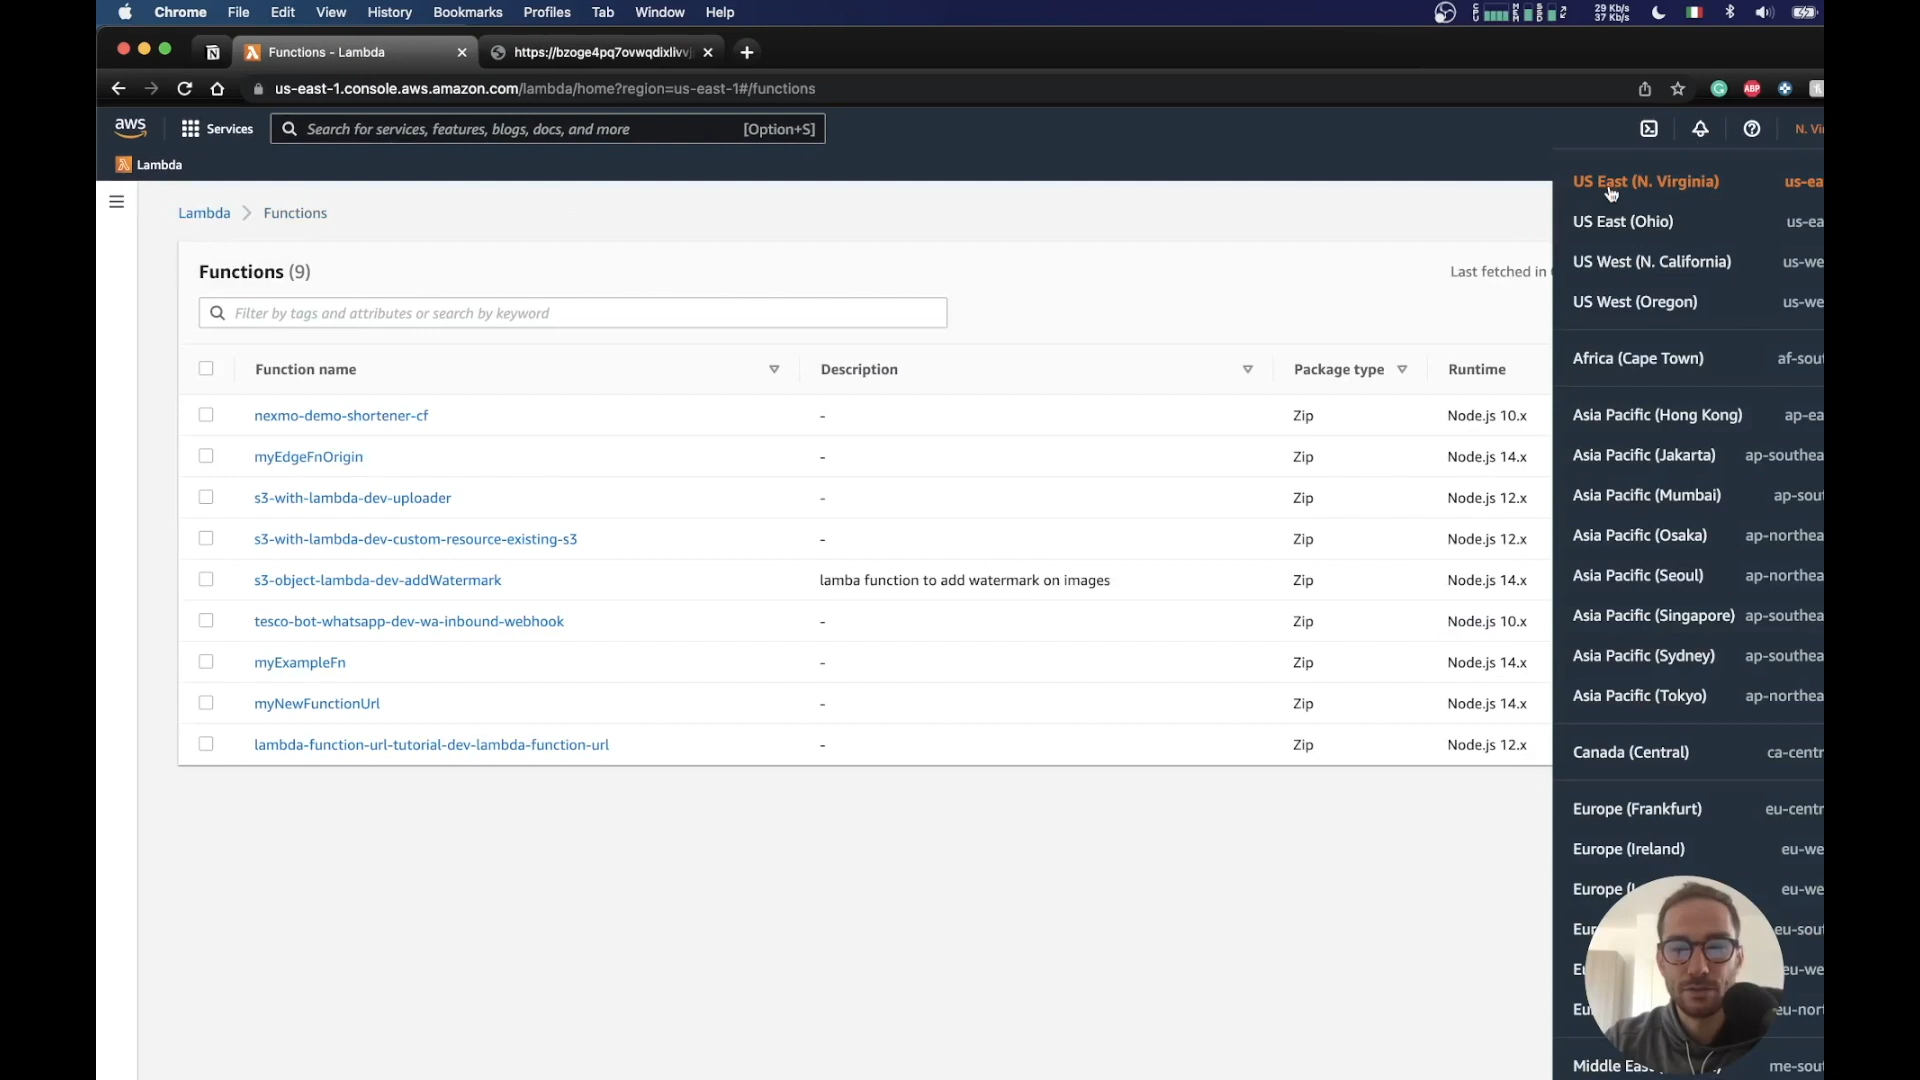 Chrome File Edit View History Bookmarks Profiles Tab Window Help
29 Kb/s
37 Kb/s
Functions - Lambda
https://bzoge4pq7ovwqdixlivvj
us-east-1.console.aws.amazon.com/lambda/home?region=us-east-1#/functions
ABP
aws Services Search for services, features, blogs, docs, and more [Option+S] N. Vi
Lambda
US East (N. Virginia) us-ea
US East (Ohio) us-ea
US West (N. California) us-we
US West (Oregon) us-we
Africa (Cape Town) af-sou
Asia Pacific (Hong Kong) ap-ea
Asia Pacific (Jakarta) ap-southea
Asia Pacific (Mumbai) ap-sou
Asia Pacific (Osaka) ap-northea
Asia Pacific (Seoul) ap-northea
Asia Pacific (Singapore) ap-southea
Asia Pacific (Sydney) ap-southea
Asia Pacific (Tokyo) ap-northea
Canada (Central) ca-centr
Europe (Frankfurt) eu-centr
Europe (Ireland) eu-we
Europe eu-we
Eur eu-sou
eu-we
Eu eu-nor
Middle Eas me-sou
Lambda Functions
Functions (9)
Last fetched in
Filter by tags and attributes or search by keyword
Function name Description Package type Runtime
nexmo-demo-shortener-cf - Zip Node.js 10.x
myEdgeFnOrigin - Zip Node.js 14.x
s3-with-lambda-dev-uploader - Zip Node.js 12.x
s3-with-lambda-dev-custom-resource-existing-s3 - Zip Node.js 12.x
s3-object-lambda-dev-addWatermark lamba function to add watermark on images Zip Node.js 14.x
tesco-bot-whatsapp-dev-wa-inbound-webhook - Zip Node.js 10.x
myExampleFn - Zip Node.js 14.x
myNewFunctionUrl - Zip Node.js 14.x
lambda-function-url-tutorial-dev-lambda-function-url - Zip Node.js 12.x